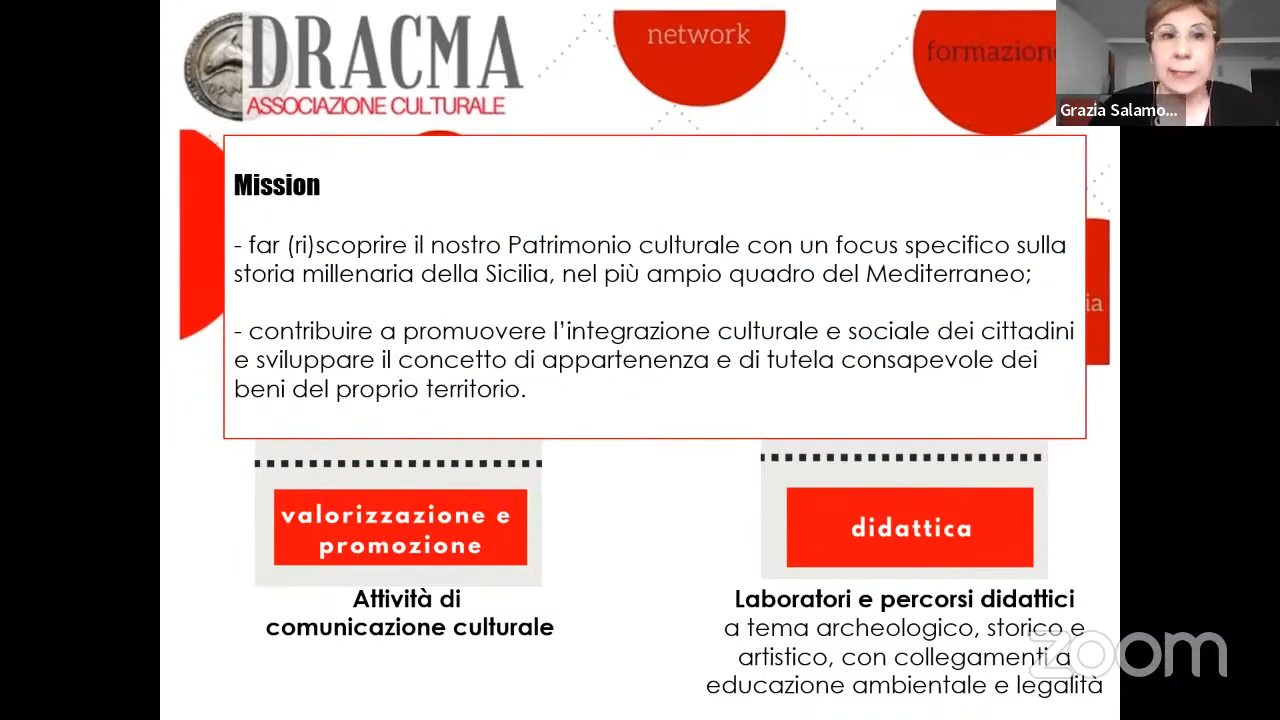 DRACMA
ASSOCIAZIONE CULTURALE
network
formazione
Grazia Salamo...
Mission
- far (ri)scoprire il nostro Patrimonio culturale con un focus specifico sulla
storia millenaria della Sicilia, nel più ampio quadro del Mediterraneo;
- contribuire a promuovere l'integrazione culturale e sociale dei cittadini
e sviluppare il concetto di appartenenza e di tutela consapevole dei
beni del proprio territorio.
valorizzazione e
promozione
Attività di
comunicazione culturale
didattica
Laboratori e percorsi didattici
a tema archeologico, storico e
artistico, con collegamenti a
educazione ambientale e legalità
zoom